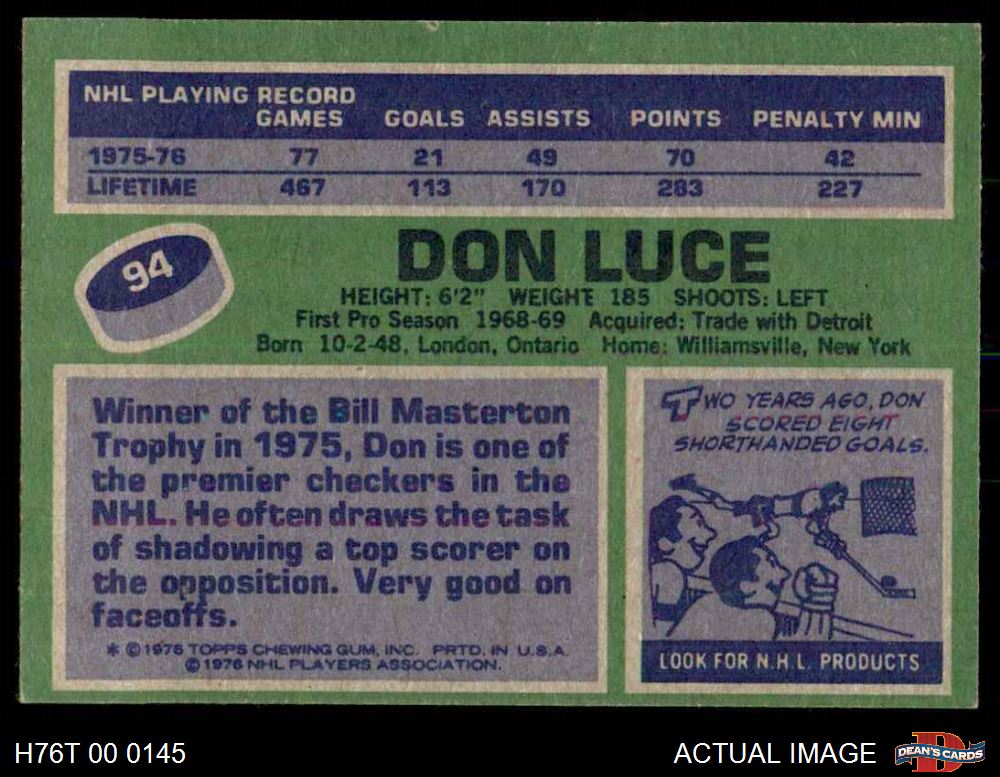 NHL PLAYING RECORD
GAMES GOALS ASSISTS POINTS PENALTY MIN
1975-76 77 21 49 70 42
LIFETIME 467 113 170 283 227
94
DON LUCE
HEIGHT: 6'2" WEIGHT 185 SHOOTS: LEFT
First Pro Season 1968-69 Acquired: Trade with Detroit
Born 10-2-48, London, Ontario Home: Williamsville, New York
Winner of the Bill Masterton
Trophy in 1975, Don is one of
the premier checkers in the
NHL. He often draws the task
of shadowing a top scorer on
the opposition. Very good on
faceoffs.
* © 1976 TOPPS CHEWING GUM, INC. PRTD. IN U.S.A.
© 1976 NHL PLAYERS ASSOCIATION.
TWO YEARS AGO, DON
SCORED EIGHT
SHORTHANDED GOALS.
LOOK FOR N.H.L. PRODUCTS
H76T 00 0145
ACTUAL IMAGE
D
DEAN'S CARDS